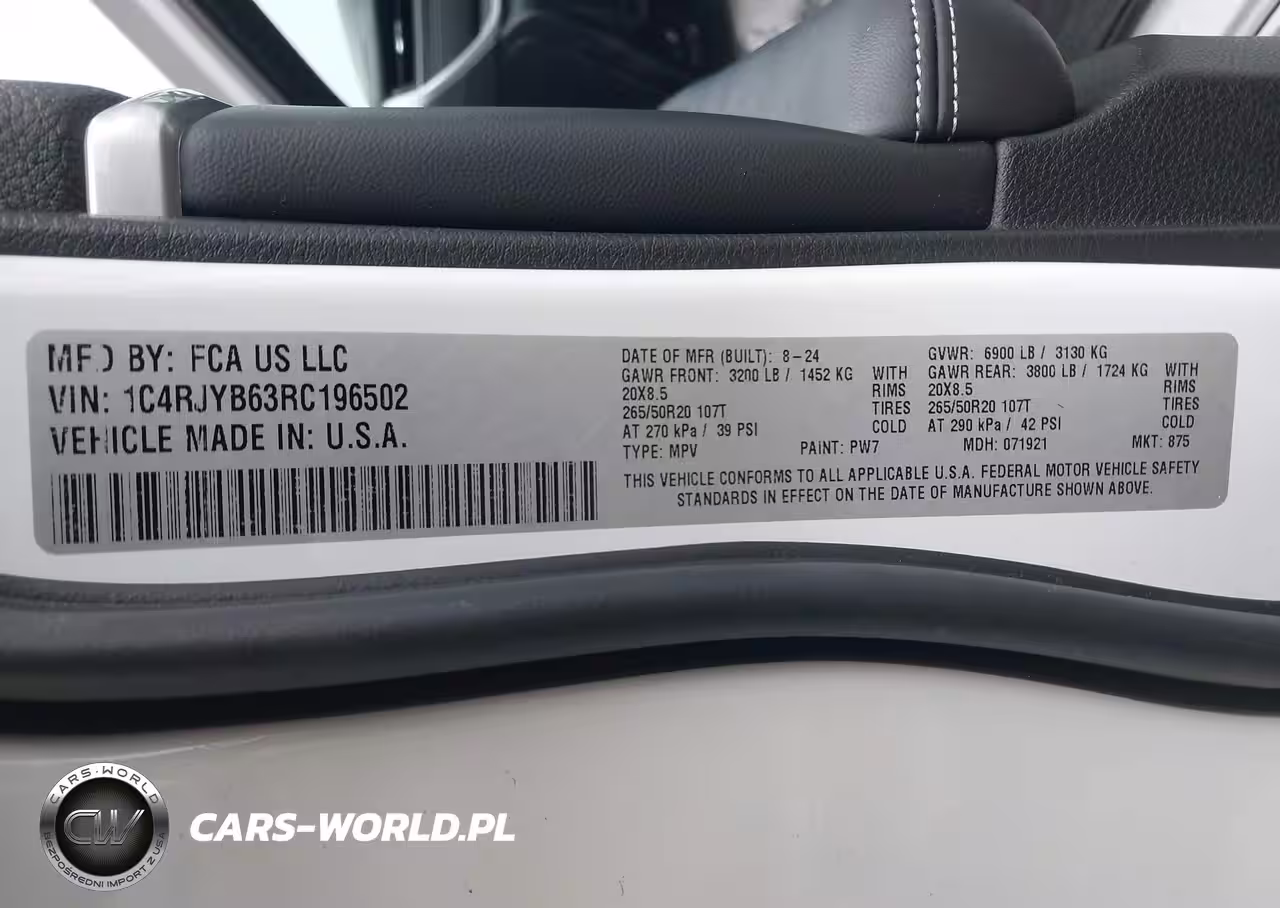 MFD BY: FCA US LLC
VIN: 1C4RJYB63RC196502
VEHICLE MADE IN: U.S.A.
DATE OF MFR (BUILT): 8-24
GAWR FRONT: 3200 LB / 1452 KG WITH
20X8.5 RIMS
265/50R20 107T TIRES
AT 270 kPa / 39 PSI COLD
GVWR: 6900 LB / 3130 KG
GAWR REAR: 3800 LB / 1724 KG WITH
20X8.5 RIMS
265/50R20 107T TIRES
AT 290 kPa / 42 PSI COLD
TYPE: MPV PAINT: PW7 MDH: 071921 MKT: 875
THIS VEHICLE CONFORMS TO ALL APPLICABLE U.S.A. FEDERAL MOTOR VEHICLE SAFETY
STANDARDS IN EFFECT ON THE DATE OF MANUFACTURE SHOWN ABOVE.
CARS-WORLD
CW
BEZPOŚREDNI IMPORT Z USA
CARS-WORLD.PL